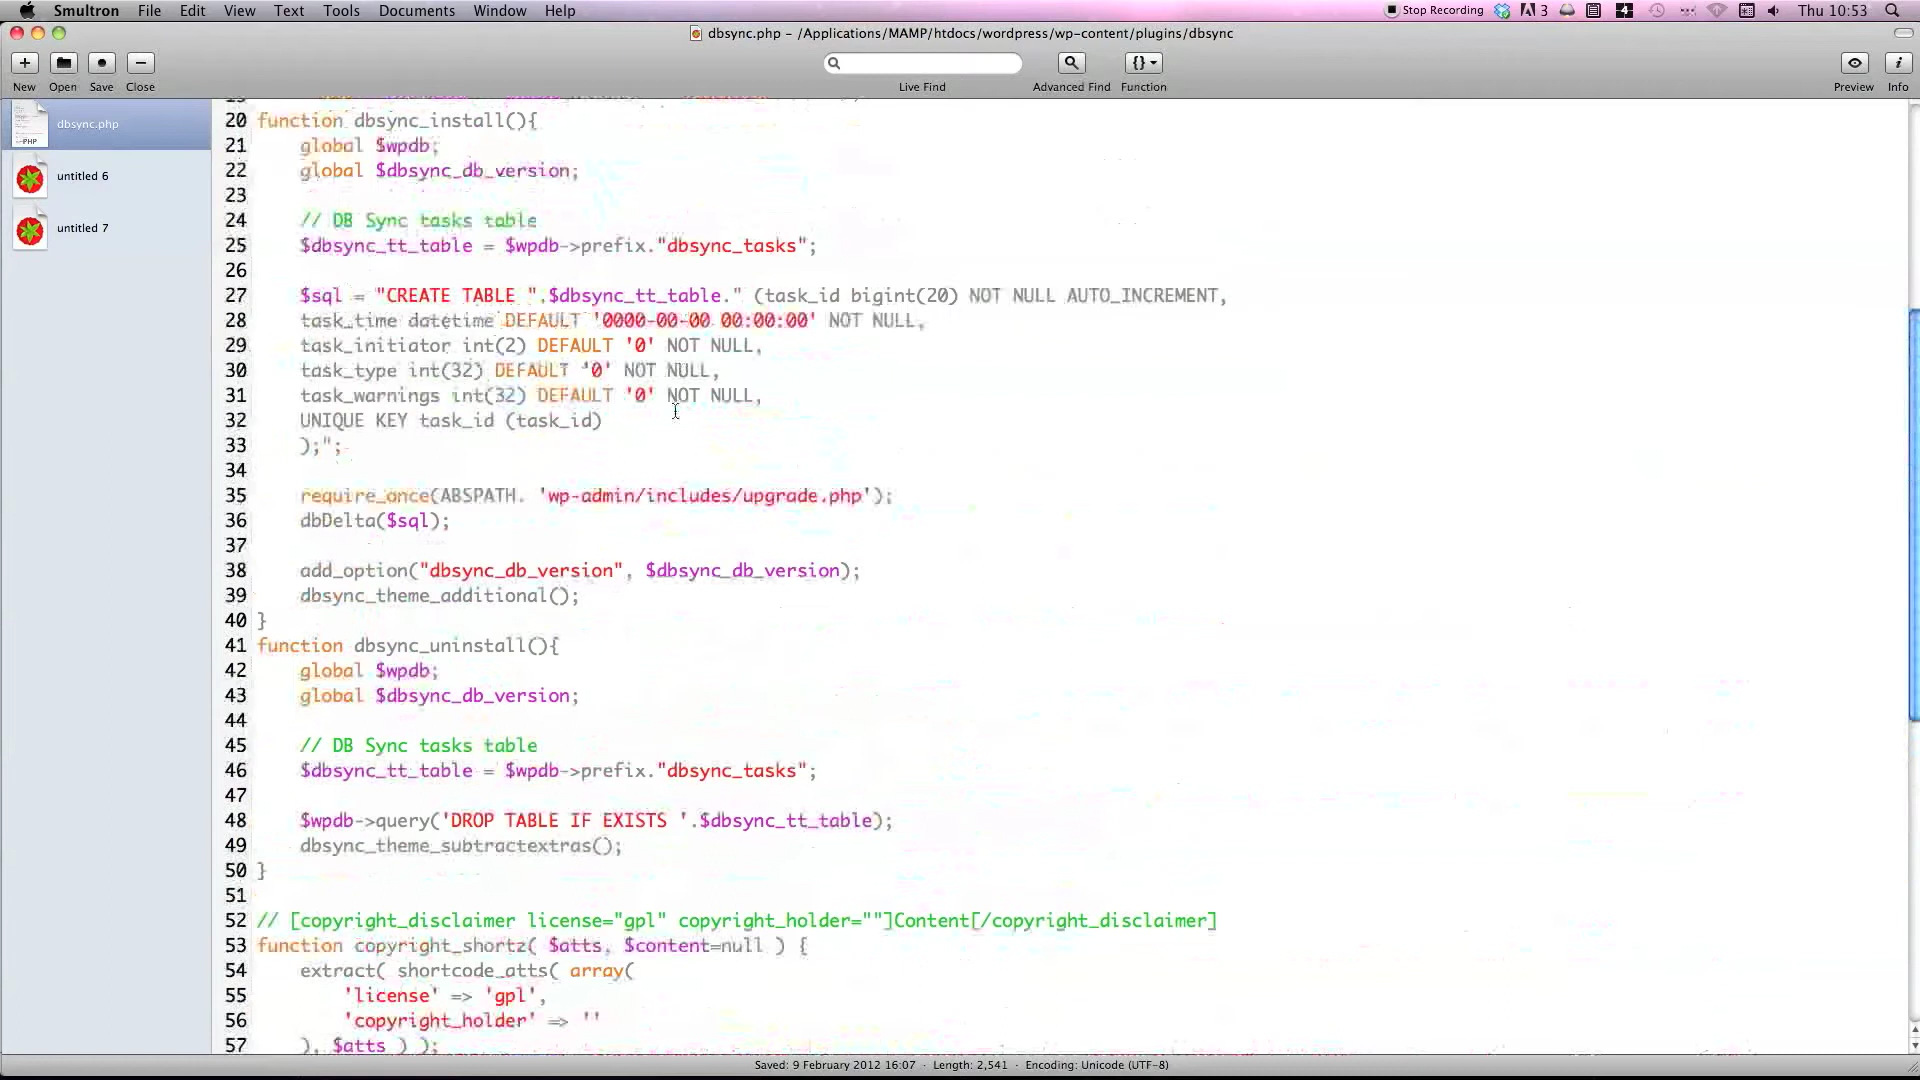 Smultron File Edit View Text Tools Documents Window Help Stop Recording 3 4 Thu 10:53
dbsync.php – /Applications/MAMP/htdocs/wordpress/wp-content/plugins/dbsync
New Open Save Close Live Find Advanced Find {} Function Preview Info
dbsync.php
PHP
untitled 6
untitled 7
20 function dbsync_install(){
21 global $wpdb;
22 global $dbsync_db_version;
23
24 // DB Sync tasks table
25 $dbsync_tt_table = $wpdb->prefix."dbsync_tasks";
26
27 $sql = "CREATE TABLE ".$dbsync_tt_table." (task_id bigint(20) NOT NULL AUTO_INCREMENT,
28 task_time datetime DEFAULT '0000-00-00 00:00:00' NOT NULL,
29 task_initiator int(2) DEFAULT '0' NOT NULL,
30 task_type int(32) DEFAULT '0' NOT NULL,
31 task_warnings int(32) DEFAULT '0' NOT NULL,
32 UNIQUE KEY task_id (task_id)
33 );";
34
35 require_once(ABSPATH. 'wp-admin/includes/upgrade.php');
36 dbDelta($sql);
37
38 add_option("dbsync_db_version", $dbsync_db_version);
39 dbsync_theme_additional();
40 }
41 function dbsync_uninstall(){
42 global $wpdb;
43 global $dbsync_db_version;
44
45 // DB Sync tasks table
46 $dbsync_tt_table = $wpdb->prefix."dbsync_tasks";
47
48 $wpdb->query('DROP TABLE IF EXISTS '.$dbsync_tt_table);
49 dbsync_theme_subtractextras();
50 }
51
52 // [copyright_disclaimer license="gpl" copyright_holder=""]Content[/copyright_disclaimer]
53 function copyright_shortz( $atts, $content=null ) {
54 extract( shortcode_atts( array(
55 'license' => 'gpl',
56 'copyright_holder' => ''
57 ), $atts ) );
Saved: 9 February 2012 16:07 · Length: 2,541 · Encoding: Unicode (UTF-8)